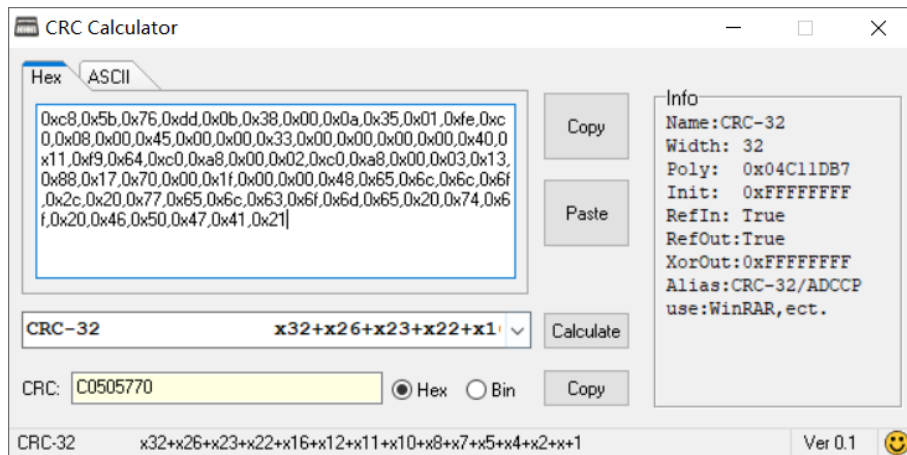 CRC Calculator
Hex ASCII
0xc8,0x5b,0x76,0xdd,0x0b,0x38,0x00,0x0a,0x35,0x01,0xfe,0xc
0,0x08,0x00,0x45,0x00,0x00,0x33,0x00,0x00,0x00,0x00,0x40,0
x11,0xf9,0x64,0xc0,0xa8,0x00,0x02,0xc0,0xa8,0x00,0x03,0x13,
0x88,0x17,0x70,0x00,0x1f,0x00,0x00,0x48,0x65,0x6c,0x6c,0x6f
,0x2c,0x20,0x77,0x65,0x6c,0x63,0x6f,0x6d,0x65,0x20,0x74,0x6
f,0x20,0x46,0x50,0x47,0x41,0x21
Copy
Paste
CRC-32 x32+x26+x23+x22+x1
Calculate
CRC: C0505770 Hex Bin Copy
Info
Name:CRC-32
Width: 32
Poly: 0x04C11DB7
Init: 0xFFFFFFFF
RefIn: True
RefOut:True
XorOut:0xFFFFFFFF
Alias:CRC-32/ADCCP
use:WinRAR,ect.
CRC-32 x32+x26+x23+x22+x16+x12+x11+x10+x8+x7+x5+x4+x2+x+1 Ver 0.1